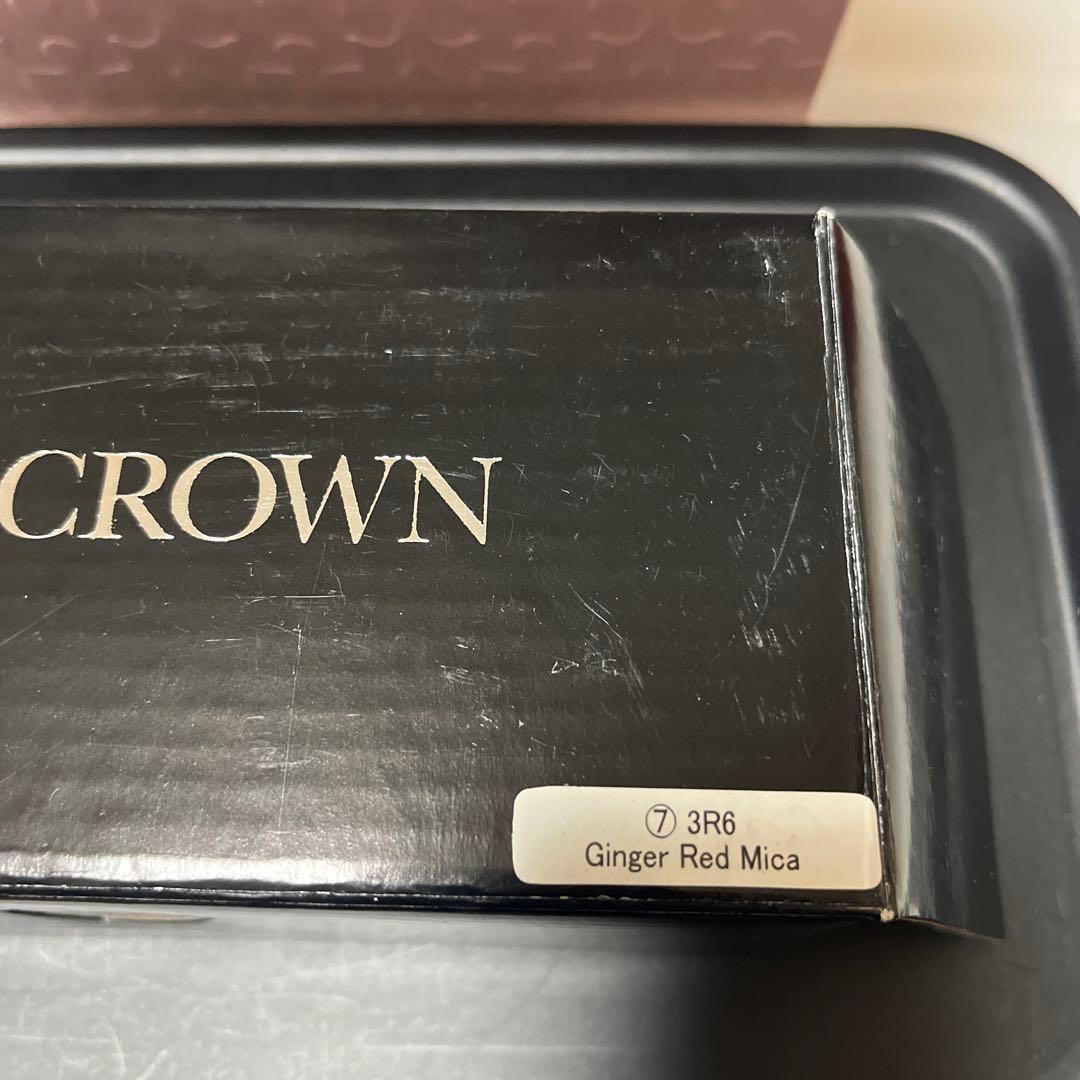 CROWN
⑦ 3R6
Ginger Red Mica